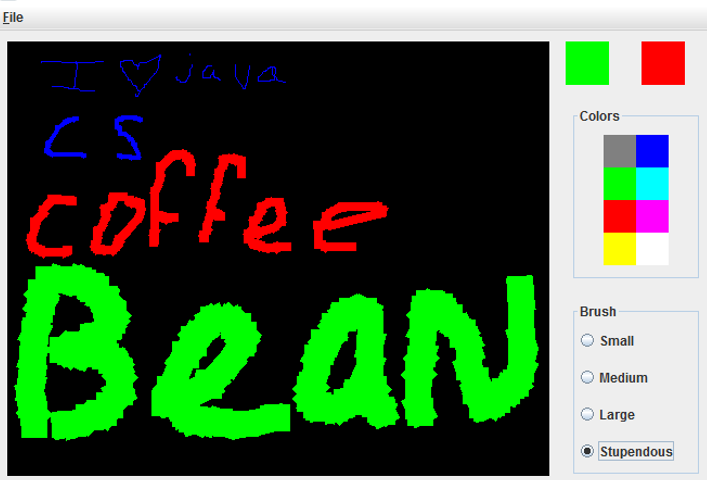 File
I ♡ java
CS
coffee
BeaN
Colors
Brush
Small
Medium
Large
Stupendous